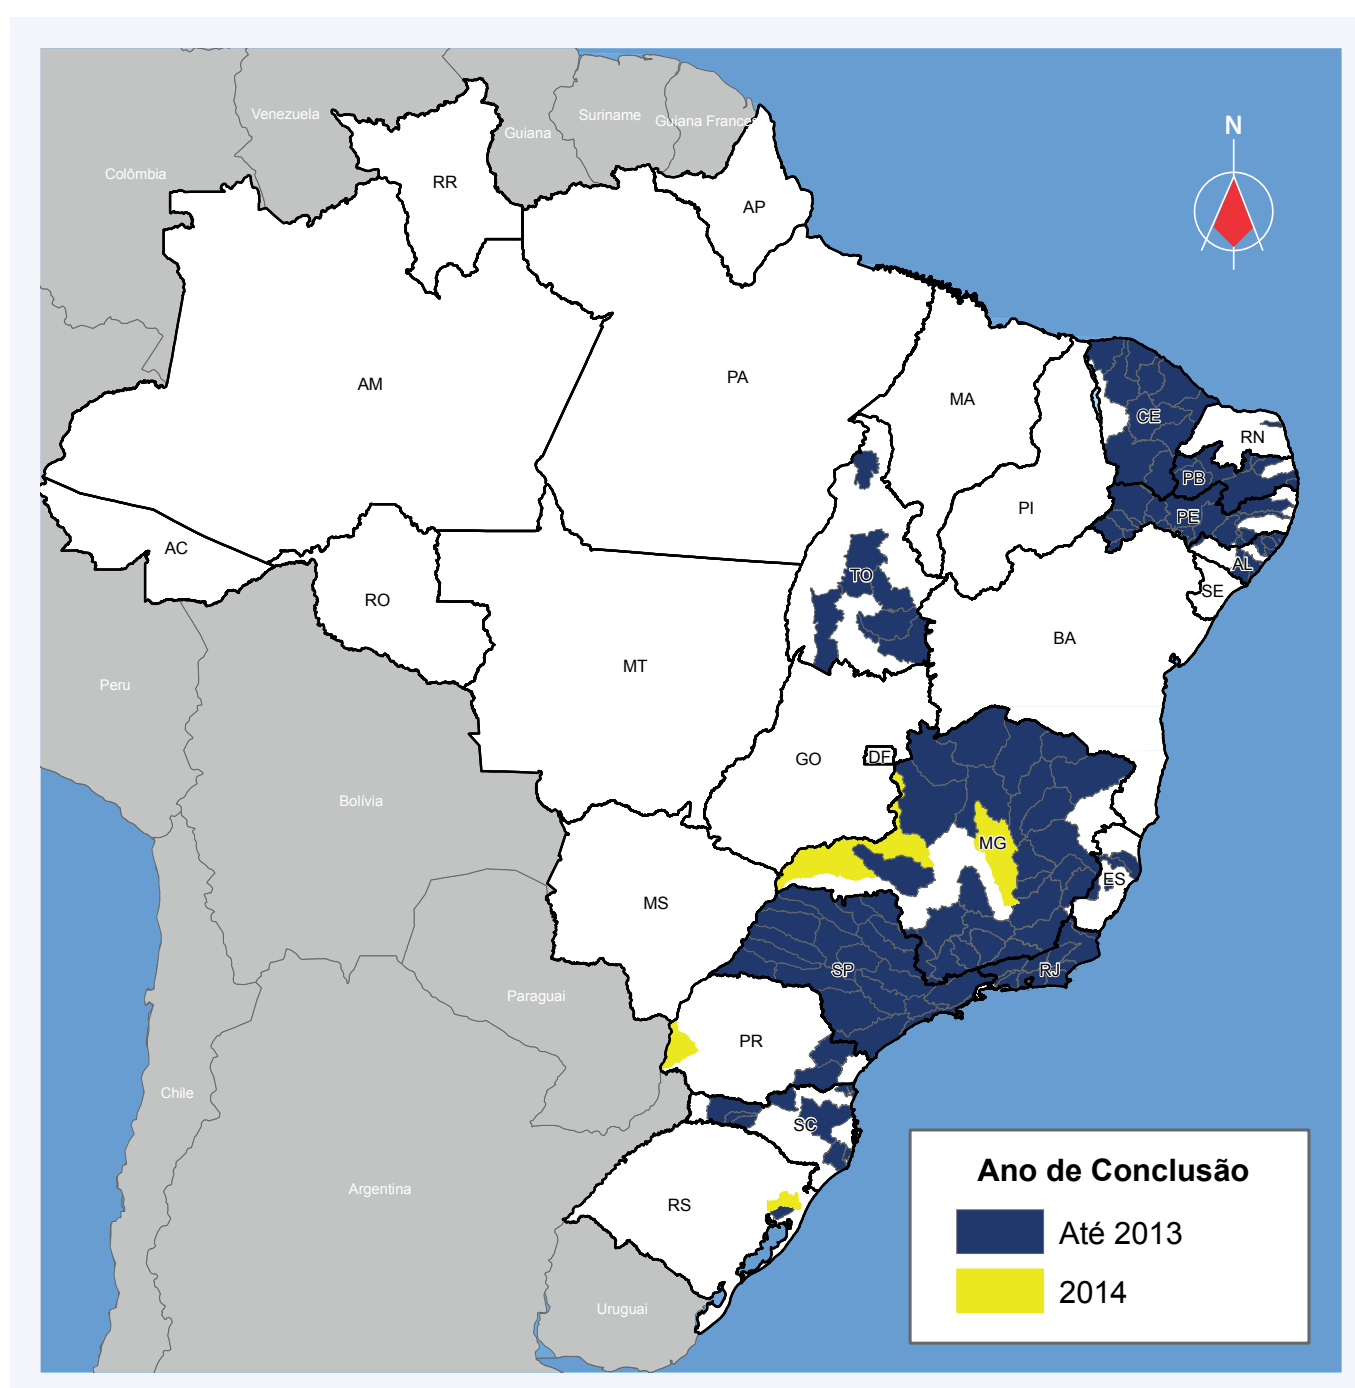 N
Venezuela
Suriname
Guiana Frances
Guiana
Colômbia
RR
AP
AM
PA
MA
CE
RN
PB
PI
PE
AC
AL
TO
SE
RO
BA
MT
Peru
GO
DF
Bolívia
MG
ES
MS
SP
RJ
Paraguai
PR
Chile
SC
Argentina
RS
Uruguai
Ano de Conclusão
Até 2013
2014